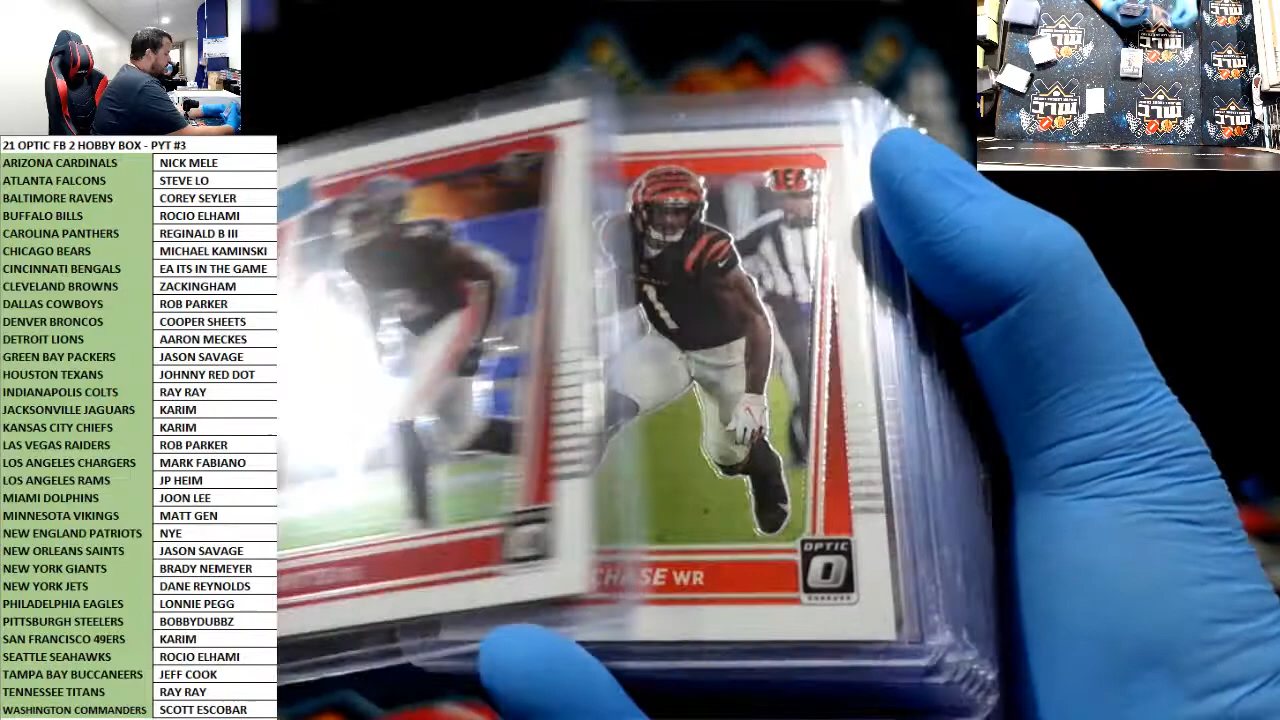 21 OPTIC FB 2 HOBBY BOX - PYT #3
ARIZONA CARDINALS NICK MELE
ATLANTA FALCONS STEVE LO
BALTIMORE RAVENS COREY SEYLER
BUFFALO BILLS ROCIO ELHAMI
CAROLINA PANTHERS REGINALD B III
CHICAGO BEARS MICHAEL KAMINSKI
CINCINNATI BENGALS EA ITS IN THE GAME
CLEVELAND BROWNS ZACKINGHAM
DALLAS COWBOYS ROB PARKER
DENVER BRONCOS COOPER SHEETS
DETROIT LIONS AARON MECKES
GREEN BAY PACKERS JASON SAVAGE
HOUSTON TEXANS JOHNNY RED DOT
INDIANAPOLIS COLTS RAY RAY
JACKSONVILLE JAGUARS KARIM
KANSAS CITY CHIEFS KARIM
LAS VEGAS RAIDERS ROB PARKER
LOS ANGELES CHARGERS MARK FABIANO
LOS ANGELES RAMS JP HEIM
MIAMI DOLPHINS JOON LEE
MINNESOTA VIKINGS MATT GEN
NEW ENGLAND PATRIOTS NYE
NEW ORLEANS SAINTS JASON SAVAGE
NEW YORK GIANTS BRADY NEMEYER
NEW YORK JETS DANE REYNOLDS
PHILADELPHIA EAGLES LONNIE PEGG
PITTSBURGH STEELERS BOBBYDUBBZ
SAN FRANCISCO 49ERS KARIM
SEATTLE SEAHAWKS ROCIO ELHAMI
TAMPA BAY BUCCANEERS JEFF COOK
TENNESSEE TITANS RAY RAY
WASHINGTON COMMANDERS SCOTT ESCOBAR
1
CHASE WR
OPTIC
O